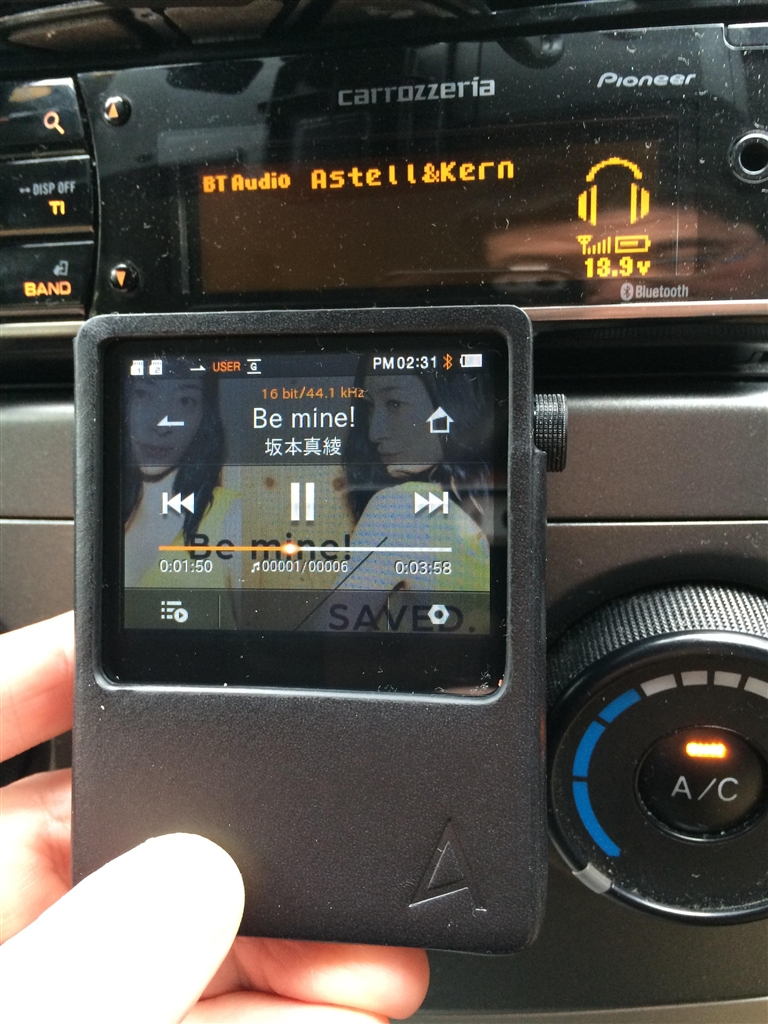 carrozzeria
Pioneer
DISP OFF
TI
BAND
BT Audio Astell&Kern
13.9v
Bluetooth
1 2 USER G PM 02:31
16 bit/44.1 kHz
Be mine!
坂本真綾
Be mine!
0:01:50 ♬00001/00006 0:03:58
SAVED.
A/C